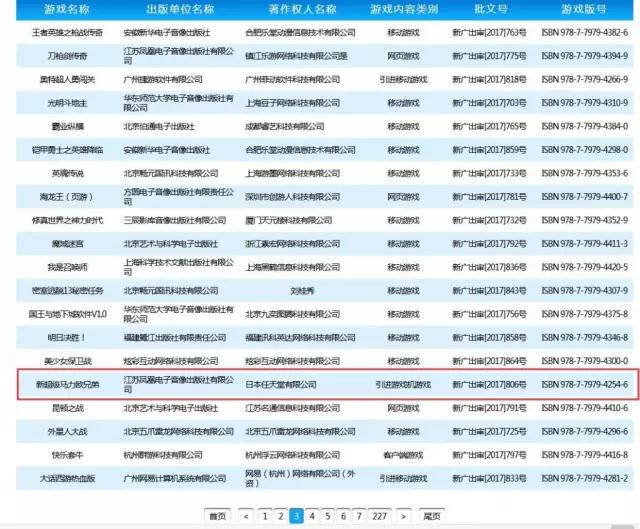 游戏名称 出版单位名称 著作权人名称 游戏内容类别 批文号 游戏版号
王者英雄之枪战传奇 安徽新华电子音像出版社 合肥乐堂动漫信息技术有限公司 移动游戏 新广出审[2017]763号 ISBN 978-7-7979-4382-6
刀枪剑传奇 江苏凤凰电子音像出版社有限公司 镇江乐游网络科技有限公司是 网页游戏 新广出审[2017]775号 ISBN 978-7-7979-4394-9
奥特超人勇闯关 广州捷游软件有限公司 广州菲动软件科技有限公司 引进移动游戏 新广出审[2017]818号 ISBN 978-7-7979-4266-9
光明斗地主 华东师范大学电子音像出版社有限公司 上海豆子网络科技有限公司 移动游戏 新广出审[2017]703号 ISBN 978-7-7979-4310-9
霸业纵横 北京伯通电子出版社 成都睿艺科技有限公司 移动游戏 新广出审[2017]765号 ISBN 978-7-7979-4384-0
铠甲勇士之英雄降临 安徽新华电子音像出版社 合肥乐堂动漫信息技术有限公司 移动游戏 新广出审[2017]859号 ISBN 978-7-7979-4298-0
英魂传说 北京畅元国讯科技有限公司 上海游墨网络科技有限公司 移动游戏 新广出审[2017]733号 ISBN 978-7-7979-4353-6
海龙王（页游） 方圆电子音像出版社有限责任公司 深圳市创游人科技有限公司 网页游戏 新广出审[2017]781号 ISBN 978-7-7979-4400-7
修真世界之神力时代 三辰影库音像出版社有限公司 厦门天元楼科技有限公司 移动游戏 新广出审[2017]732号 ISBN 978-7-7979-4352-9
魔域迷宫 北京艺术与科学电子出版社 浙江嘉宏网络科技有限公司 移动游戏 新广出审[2017]792号 ISBN 978-7-7979-4411-3
我是召唤师 上海科学技术文献出版社有限公司 上海黑鹤信息科技有限公司 移动游戏 新广出审[2017]836号 ISBN 978-7-7979-4420-5
密室逃脱13秘密任务 北京畅元国讯科技有限公司 刘桂秀 移动游戏 新广出审[2017]843号 ISBN 978-7-7979-4307-9
国王与地下城软件V1.0 华东师范大学电子音像出版社有限公司 北京九奕图腾科技有限公司 移动游戏 新广出审[2017]754号 ISBN 978-7-7979-4346-8
明日决胜！ 福建鹭江出版社有限责任公司 福建讯科英达网络科技有限公司 移动游戏 新广出审[2017]758号 ISBN 978-7-7979-4346-8
美少女保卫战 炫彩互动网络科技有限公司 炫彩互动网络科技有限公司 移动游戏 新广出审[2017]864号 ISBN 978-7-7979-4300-0
新超级马力欧兄弟 江苏凤凰电子音像出版社有限公司 日本任天堂有限公司 引进游戏机游戏 新广出审[2017]806号 ISBN 978-7-7979-4254-6
昆顿之战 北京艺术与科学电子出版社 江苏名通信息科技有限公司 移动游戏 新广出审[2017]791号 ISBN 978-7-7979-4410-6
外星人大战 北京五爪雷龙网络科技有限公司 北京五爪雷龙网络科技有限公司 移动游戏 新广出审[2017]725号 ISBN 978-7-7979-4296-6
快乐套牛 杭州群游科技有限公司 杭州浮云网络科技有限公司 客户端游戏 新广出审[2017]797号 ISBN 978-7-7979-4416-8
大话西游热血版 广州网易计算机系统有限公司 网易（杭州）网络有限公司（外资） 引进移动游戏 新广出审[2017]833号 ISBN 978-7-7979-4281-2
首页 < 1 2 3 4 5 6 7 227 > 尾页